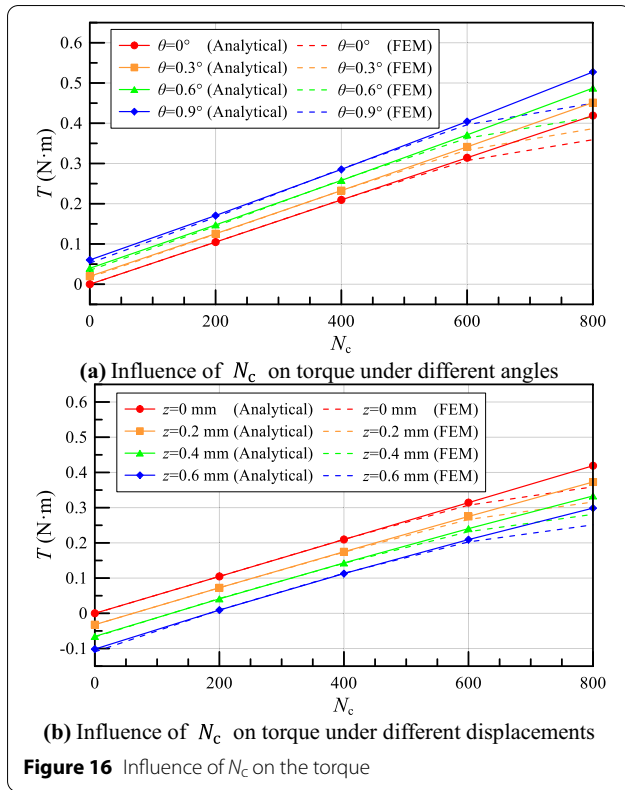 0.6
0.5
0.4
0.3
0.2
0.1
0
T (N·m)
θ=0° (Analytical) θ=0° (FEM)
θ=0.3° (Analytical) θ=0.3° (FEM)
θ=0.6° (Analytical) θ=0.6° (FEM)
θ=0.9° (Analytical) θ=0.9° (FEM)
0 200 400 600 800
N_c
(a) Influence of N_c on torque under different angles
0.6
0.5
0.4
0.3
0.2
0.1
0
-0.1
T (N·m)
z=0 mm (Analytical) z=0 mm (FEM)
z=0.2 mm (Analytical) z=0.2 mm (FEM)
z=0.4 mm (Analytical) z=0.4 mm (FEM)
z=0.6 mm (Analytical) z=0.6 mm (FEM)
0 200 400 600 800
N_c
(b) Influence of N_c on torque under different displacements
Figure 16 Influence of N_c on the torque